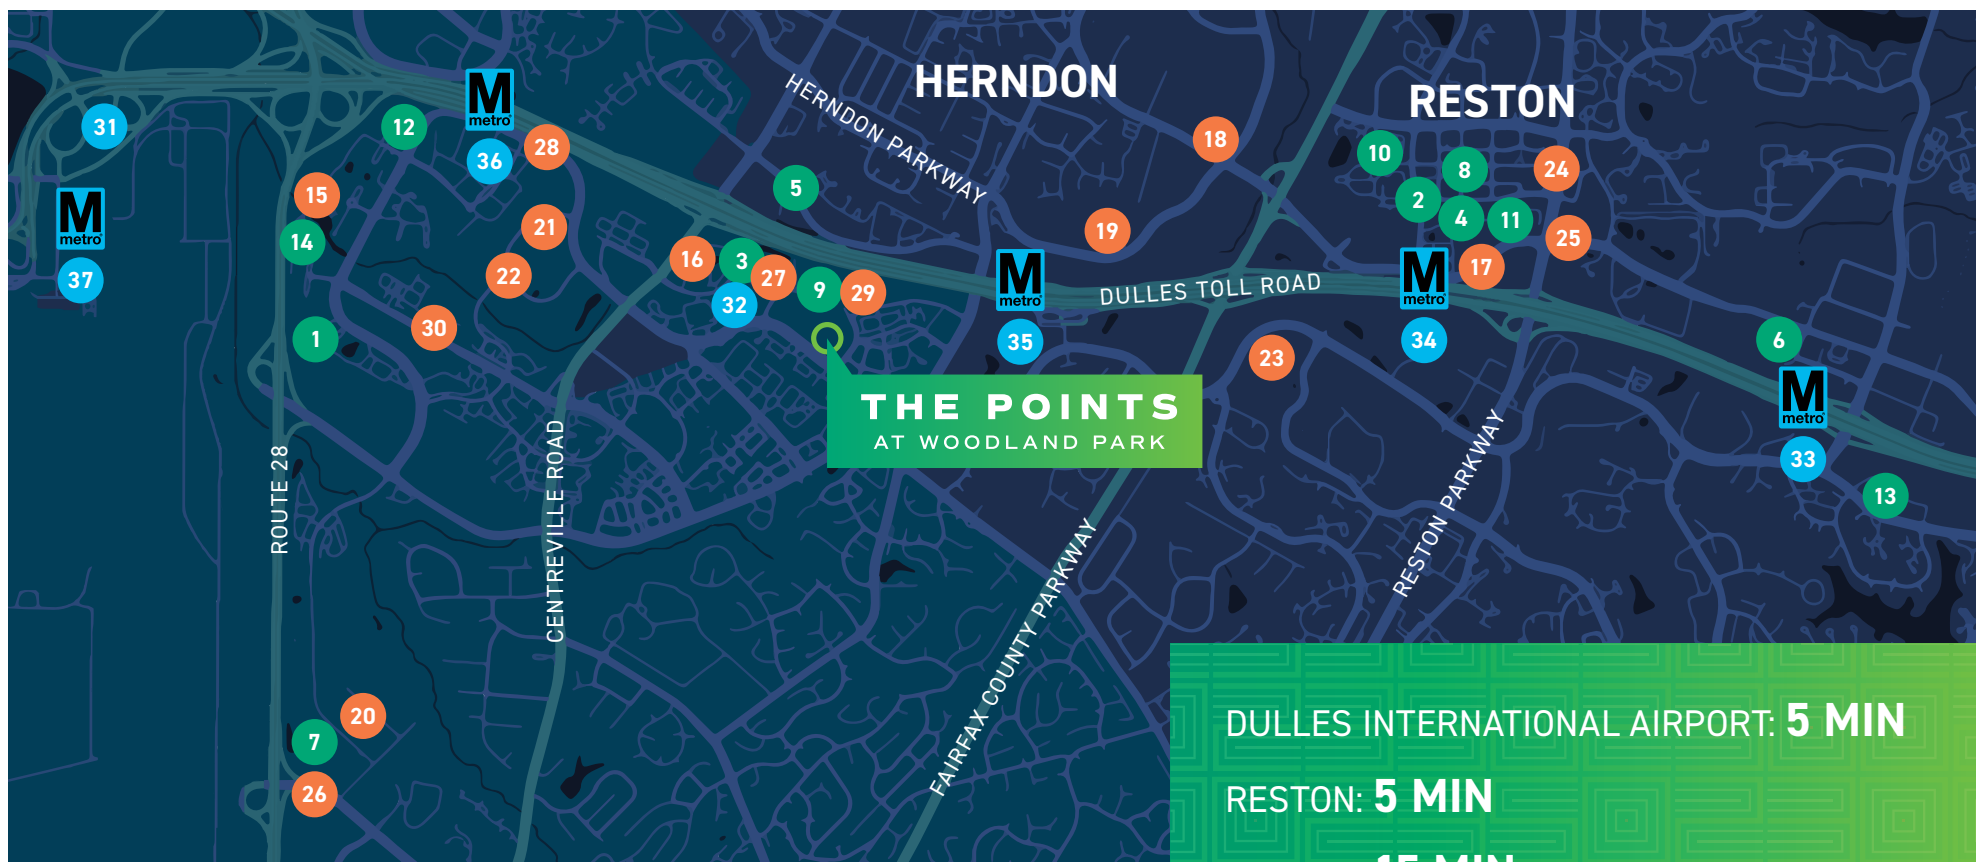 HERNDON
RESTON
HERNDON PARKWAY
M
metro
31
12
36
28
18
10
8
24
15
5
2
4
11
M
metro
14
21
19
25
37
22
16
3
27
9
29
32
M
metro
DULLES TOLL ROAD
M
metro
17
1
30
35
23
34
6
THE POINTS
AT WOODLAND PARK
M
metro
33
13
ROUTE 28
CENTREVILLE ROAD
FAIRFAX COUNTY PARKWAY
RESTON PARKWAY
20
7
26
DULLES INTERNATIONAL AIRPORT: 5 MIN
RESTON: 5 MIN
15 MIN